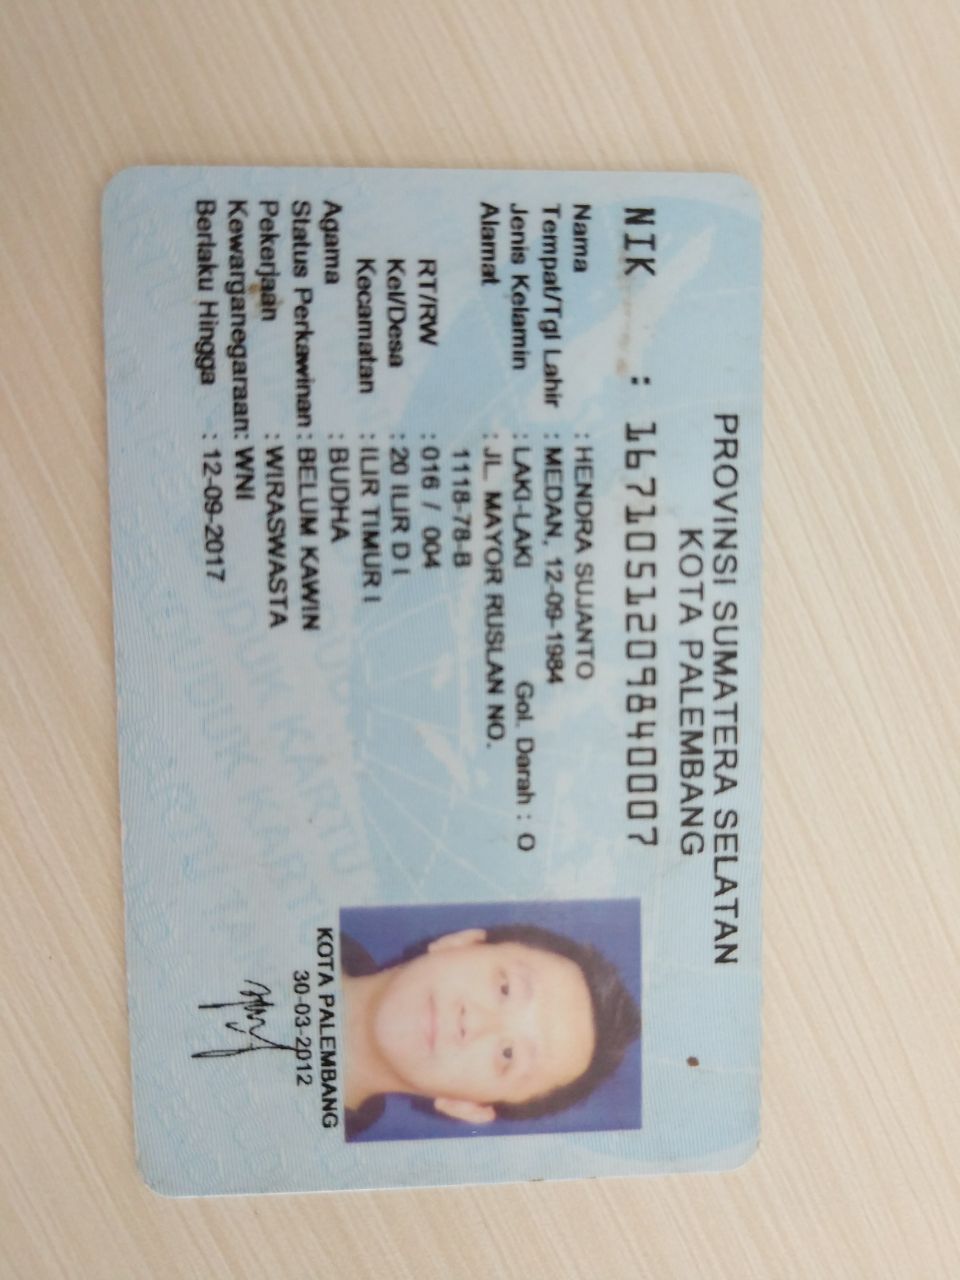 PROVINSI SUMATERA SELATAN
KOTA PALEMBANG
NIK : 1671051209840007
Nama : HENDRA SUJANTO
Tempat/Tgl Lahir : MEDAN, 12-09-1984
Jenis Kelamin : LAKI-LAKI Gol. Darah : O
Alamat : JL. MAYOR RUSLAN NO.
1118-78-B
RT/RW : 016 / 004
Kel/Desa : 20 ILIR D I
Kecamatan : ILIR TIMUR I
Agama : BUDHA
Status Perkawinan : BELUM KAWIN
Pekerjaan : WIRASWASTA
Kewarganegaraan: WNI
Berlaku Hingga : 12-09-2017
KOTA PALEMBANG
30-03-2012